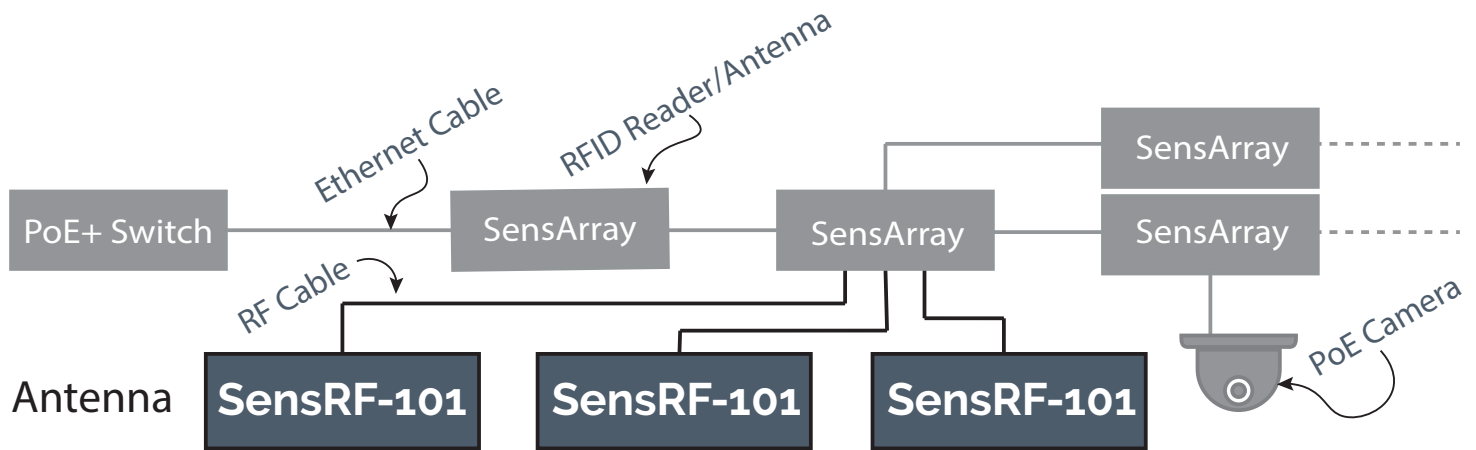 Ethernet Cable
RFID Reader/Antenna
SensArray
PoE+ Switch
SensArray
SensArray
SensArray
RF Cable
PoE Camera
Antenna
SensRF-101
SensRF-101
SensRF-101